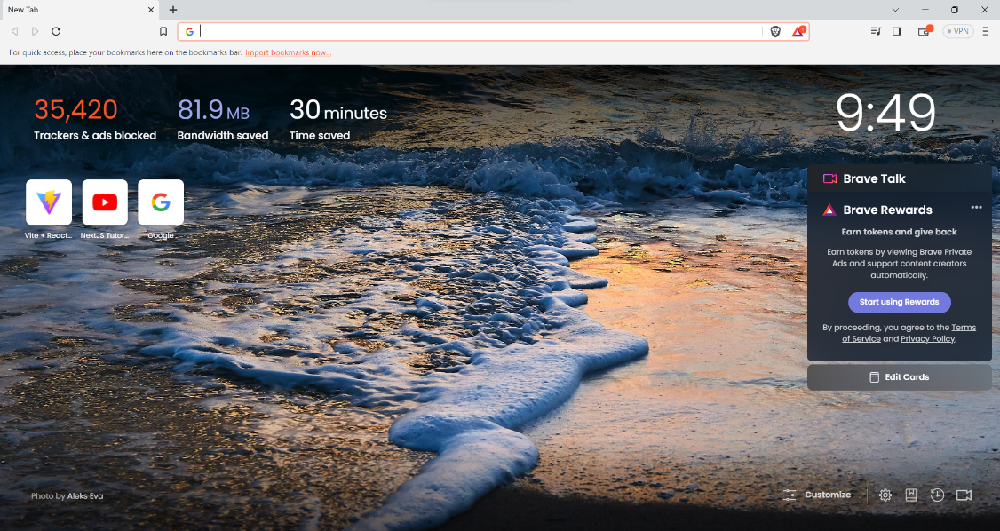 New Tab
VPN
For quick access, place your bookmarks here on the bookmarks bar. Import bookmarks now...
35,420
Trackers & ads blocked
81.9 MB
Bandwidth saved
30 minutes
Time saved
9:49
Vite + React...
NextJS Tutor...
Google
Brave Talk
Brave Rewards
Earn tokens and give back
Earn tokens by viewing Brave Private
Ads and support content creators
automatically.
Start using Rewards
By proceeding, you agree to the Terms
of Service and Privacy Policy.
Edit Cards
Photo by Aleks Eva
Customize